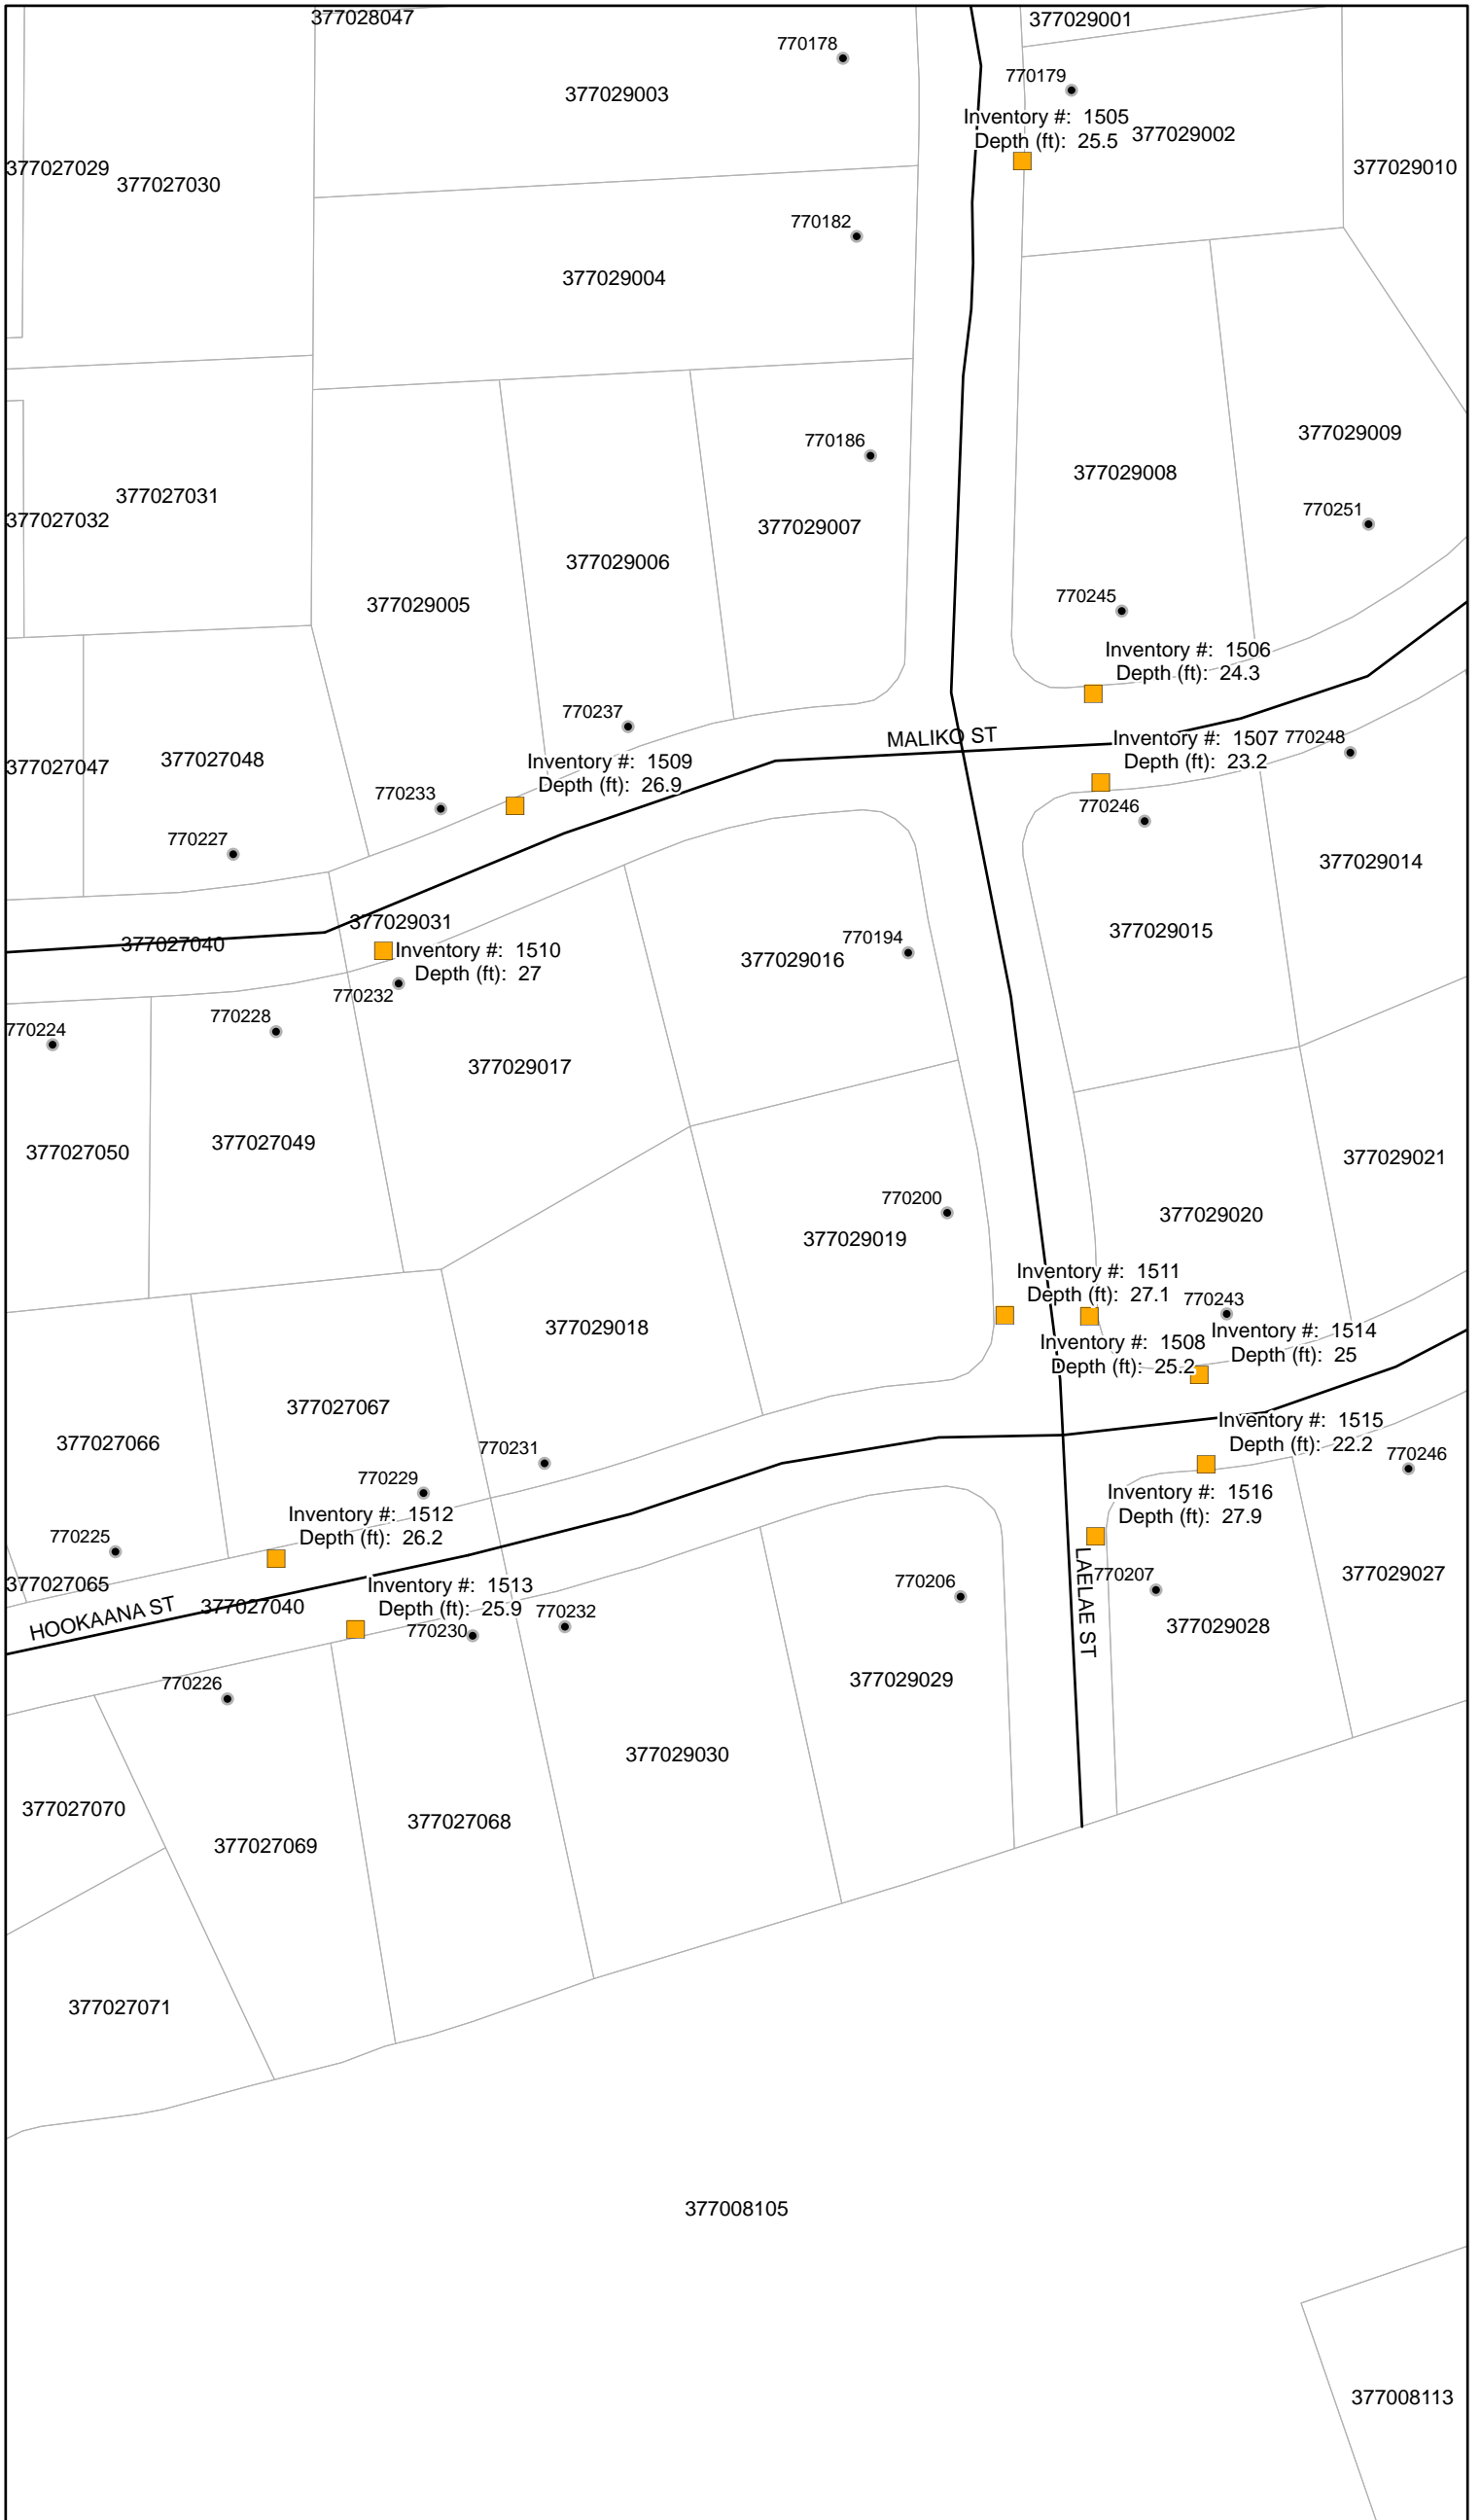 377028047
377029001
770178
770179
377029003
Inventory #: 1505
Depth (ft): 25.5
377029002
377027029
377027030
377029010
770182
377029004
770186
377029009
377029008
377027031
377027032
770251
377029007
377029006
377029005
770245
Inventory #: 1506
Depth (ft): 24.3
770237
MALIKO ST
Inventory #: 1507
Depth (ft): 23.2
770248
377027047
377027048
Inventory #: 1509
Depth (ft): 26.9
770233
770246
770227
377029014
377029031
377027040
377029015
770194
377029016
Inventory #: 1510
Depth (ft): 27
770232
770228
770224
377029017
377027050
377027049
377029021
770200
377029020
377029019
Inventory #: 1511
Depth (ft): 27.1
770243
377029018
Inventory #: 1508
Depth (ft): 25.2
Inventory #: 1514
Depth (ft): 25
377027067
Inventory #: 1515
Depth (ft): 22.2
377027066
770231
770246
770229
Inventory #: 1516
Depth (ft): 27.9
Inventory #: 1512
Depth (ft): 26.2
770225
377027065
Inventory #: 1513
Depth (ft): 25.9
770206
770207
LAELAE ST
377029027
HOOKAANA ST
377027040
770232
770230
377029028
770226
377029029
377029030
377027070
377027068
377027069
377027071
377008105
377008113